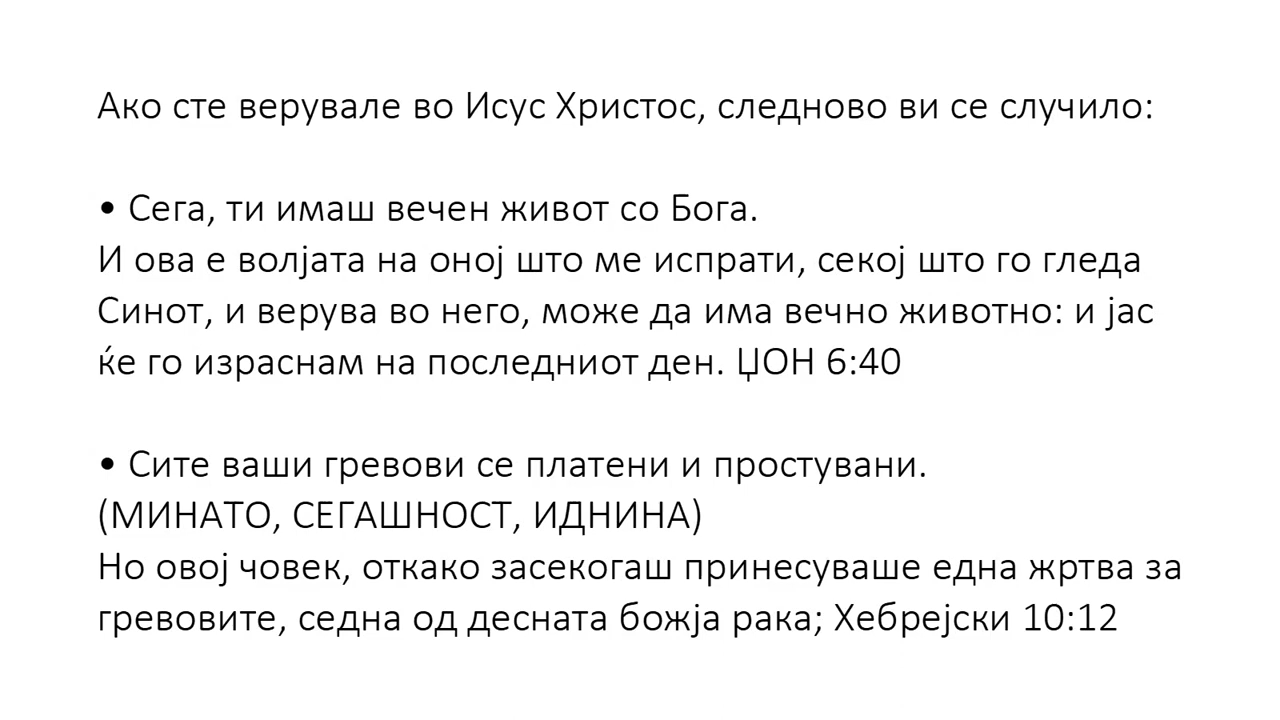 Ако сте верувале во Исус Христос, следново ви се случило:
• Сега, ти имаш вечен живот со Бога.
И ова е волјата на оној што ме испрати, секој што го гледа
Синот, и верува во него, може да има вечно животно: и јас
ќе го израснам на последниот ден. ЏОН 6:40
• Сите ваши гревови се платени и простувани.
(МИНАТО, СЕГАШНОСТ, ИДНИНА)
Но овој човек, откако засекогаш принесуваше една жртва за
гревовите, седна од десната божја рака; Хебрејски 10:12